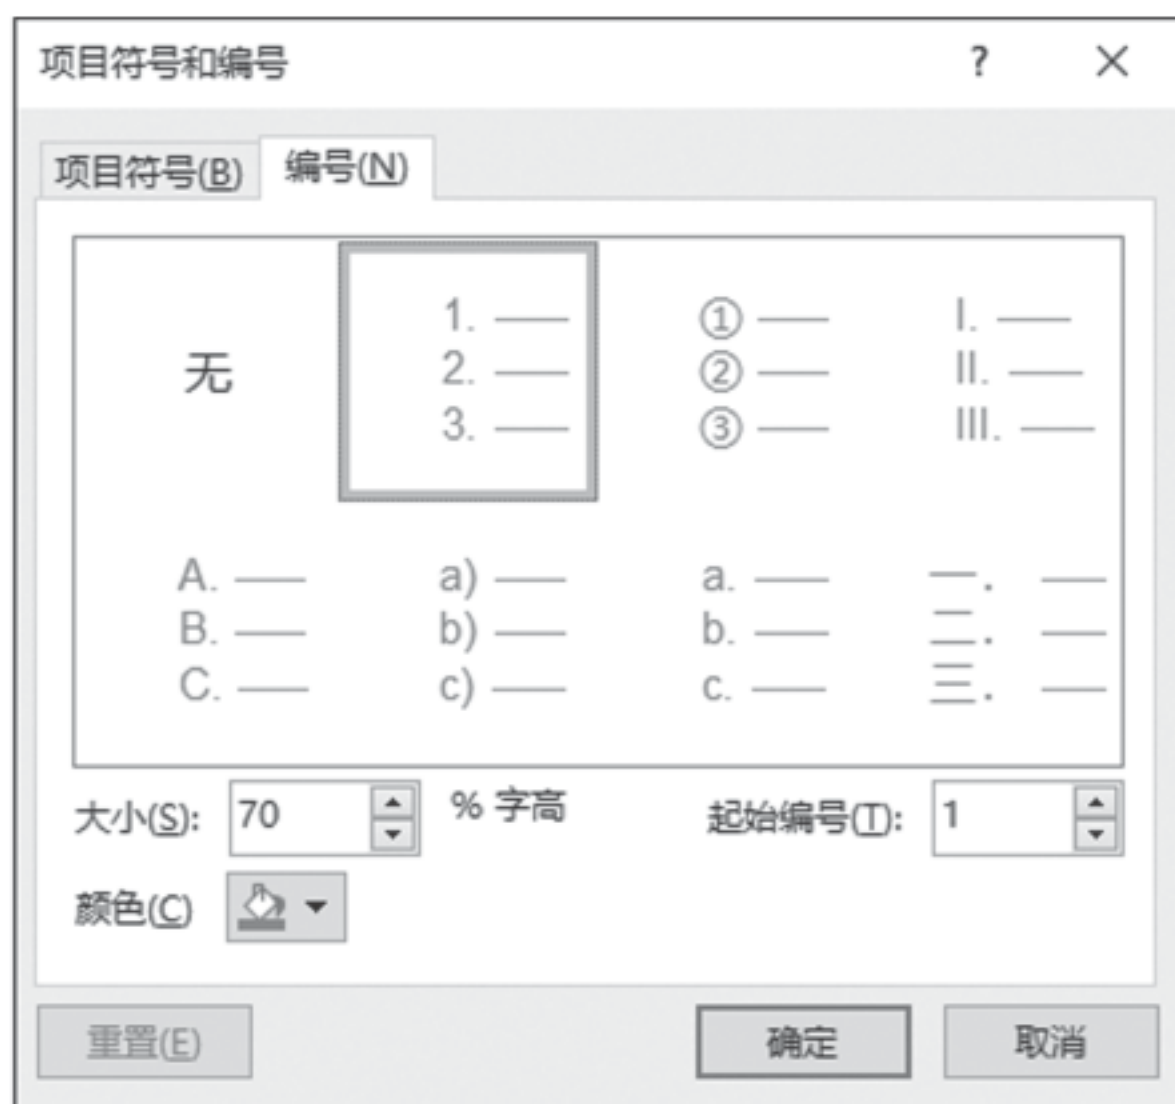 项目符号和编号 ?
项目符号(B) 编号(N)
无
1.
2.
3.
①
②
③
I.
II.
III.
A.
B.
C.
a)
b)
c)
a.
b.
c.
一.
二.
三.
大小(S): 70 % 字高 起始编号(T): 1
颜色(C)
重置(E) 确定 取消